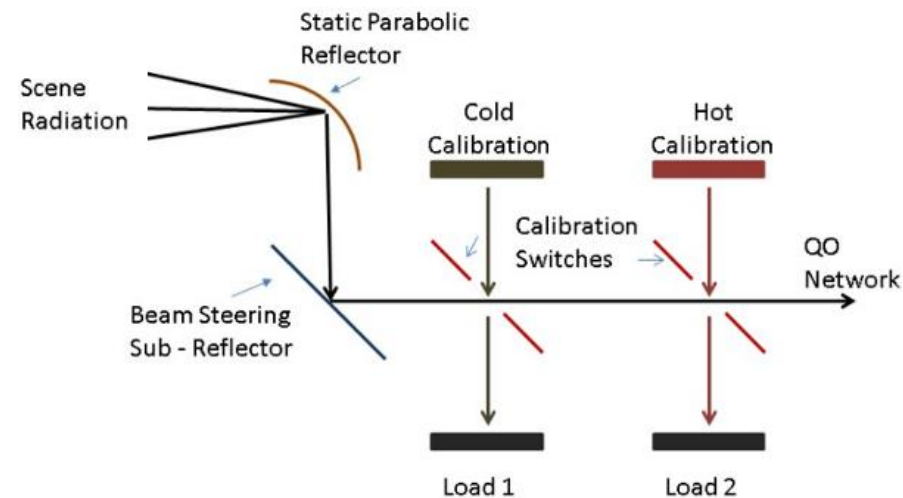 Static Parabolic
Reflector
Scene
Radiation
Cold
Calibration
Hot
Calibration
Calibration
Switches
QO
Network
Beam Steering
Sub - Reflector
Load 1
Load 2